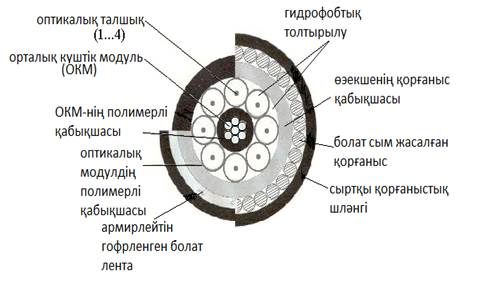 оптикалық талшық
(1...4)
орталық күштік модуль
(ОКМ)
ОКМ-нің полимерлі
қабықшасы
оптикалық
модулдің
полимерлі
қабықшасы
армирлейтін
гофрленген болат
лента
гидрофобтық
толтырылу
өзекшенің қорғаныс
қабықшасы
болат сым жасалған
қорғаныс
сыртқы қорғаныстық
шлангі